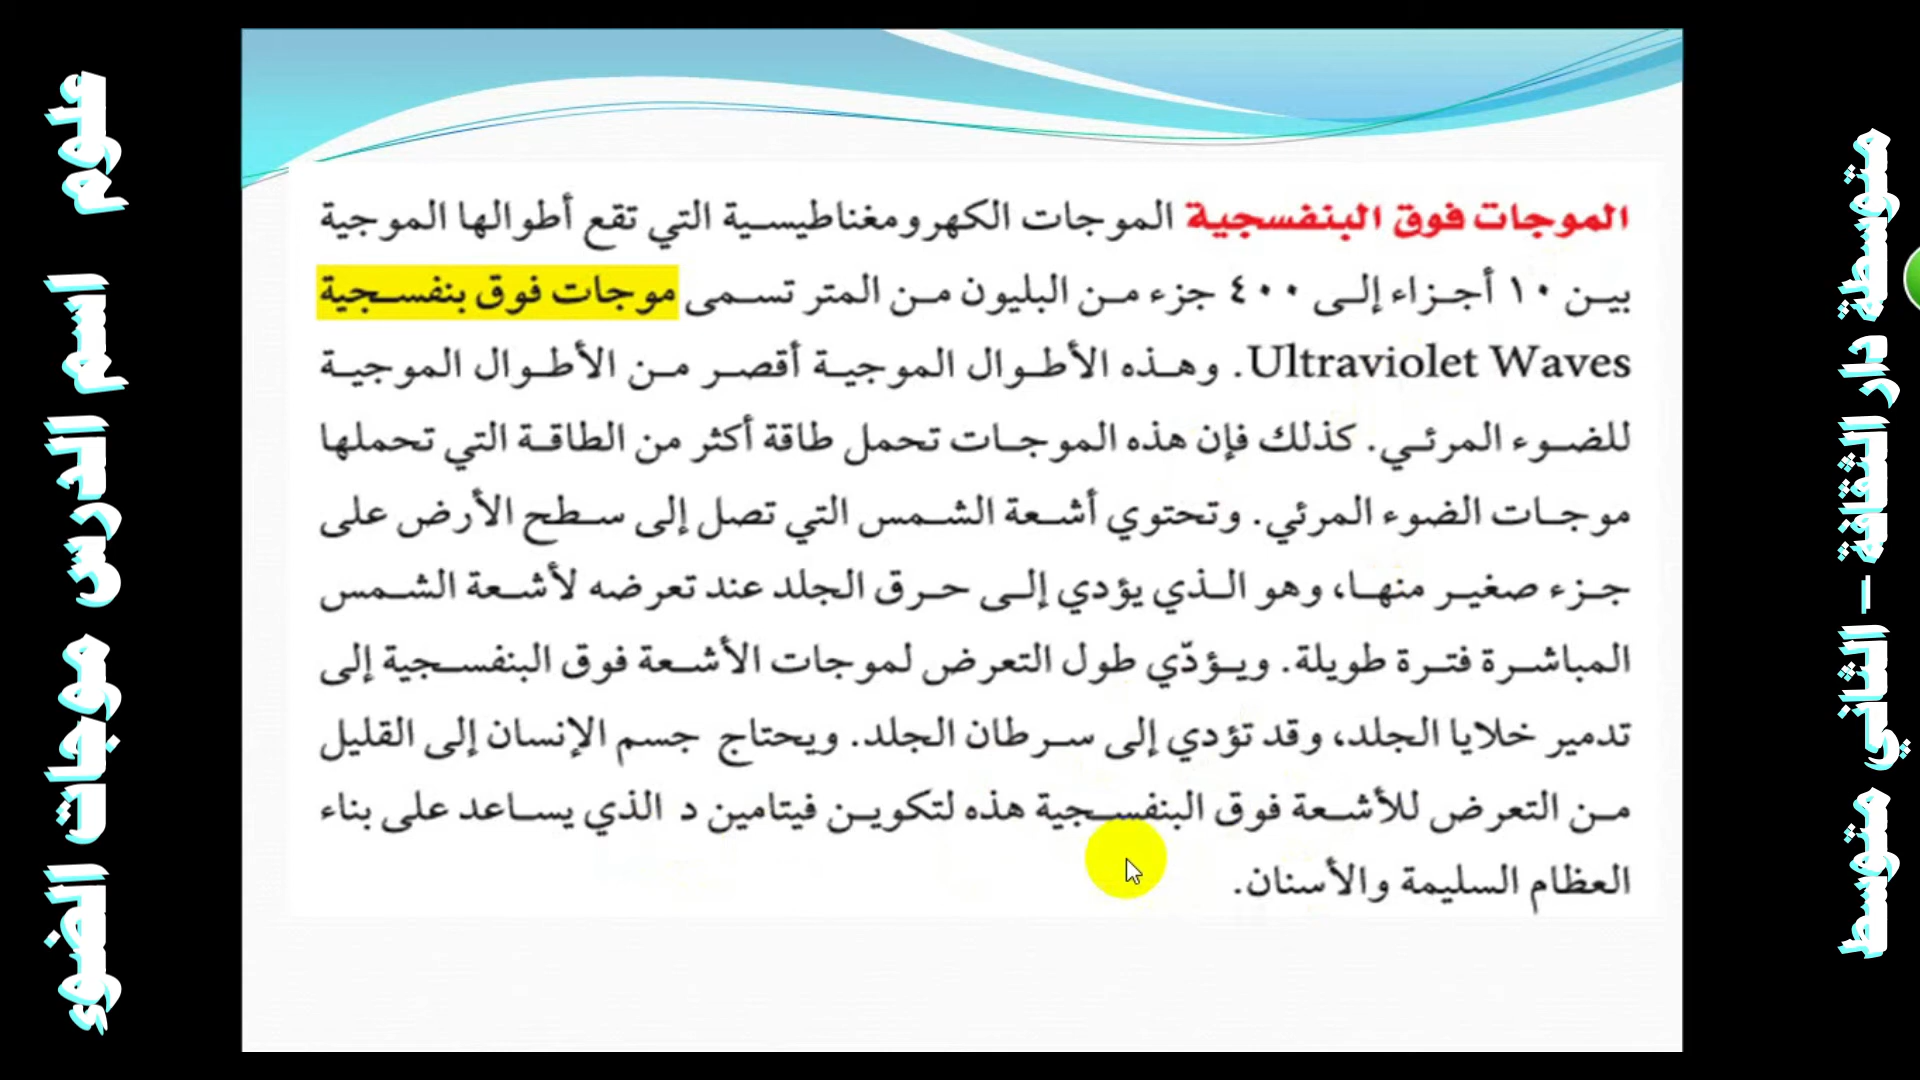 الموجات فوق البنفسجية الموجات الكهرومغناطيسية التي تقع أطوالها الموجية
بين ١٠ أجزاء إلى ٤٠٠ جزء من البليون من المتر تسمى موجات فوق بنفسجية
Ultraviolet Waves. وهذه الأطوال الموجية أقصر من الأطوال الموجية
للضوء المرئي. كذلك فإن هذه الموجات تحمل طاقة أكثر من الطاقة التي تحملها
موجات الضوء المرئي. وتحتوي أشعة الشمس التي تصل إلى سطح الأرض على
جزء صغير منها، وهو الذي يؤدي إلى حرق الجلد عند تعرضه لأشعة الشمس
المباشرة فترة طويلة. ويؤدّي طول التعرض لموجات الأشعة فوق البنفسجية إلى
تدمير خلايا الجلد، وقد تؤدي إلى سرطان الجلد. ويحتاج جسم الإنسان إلى القليل
من التعرض للأشعة فوق البنفسجية هذه لتكوين فيتامين د الذي يساعد على بناء
العظام السليمة والأسنان.
متوسطة دار الثقافة – الثاني متوسط
علوم اسم الدرس موجات الضوء